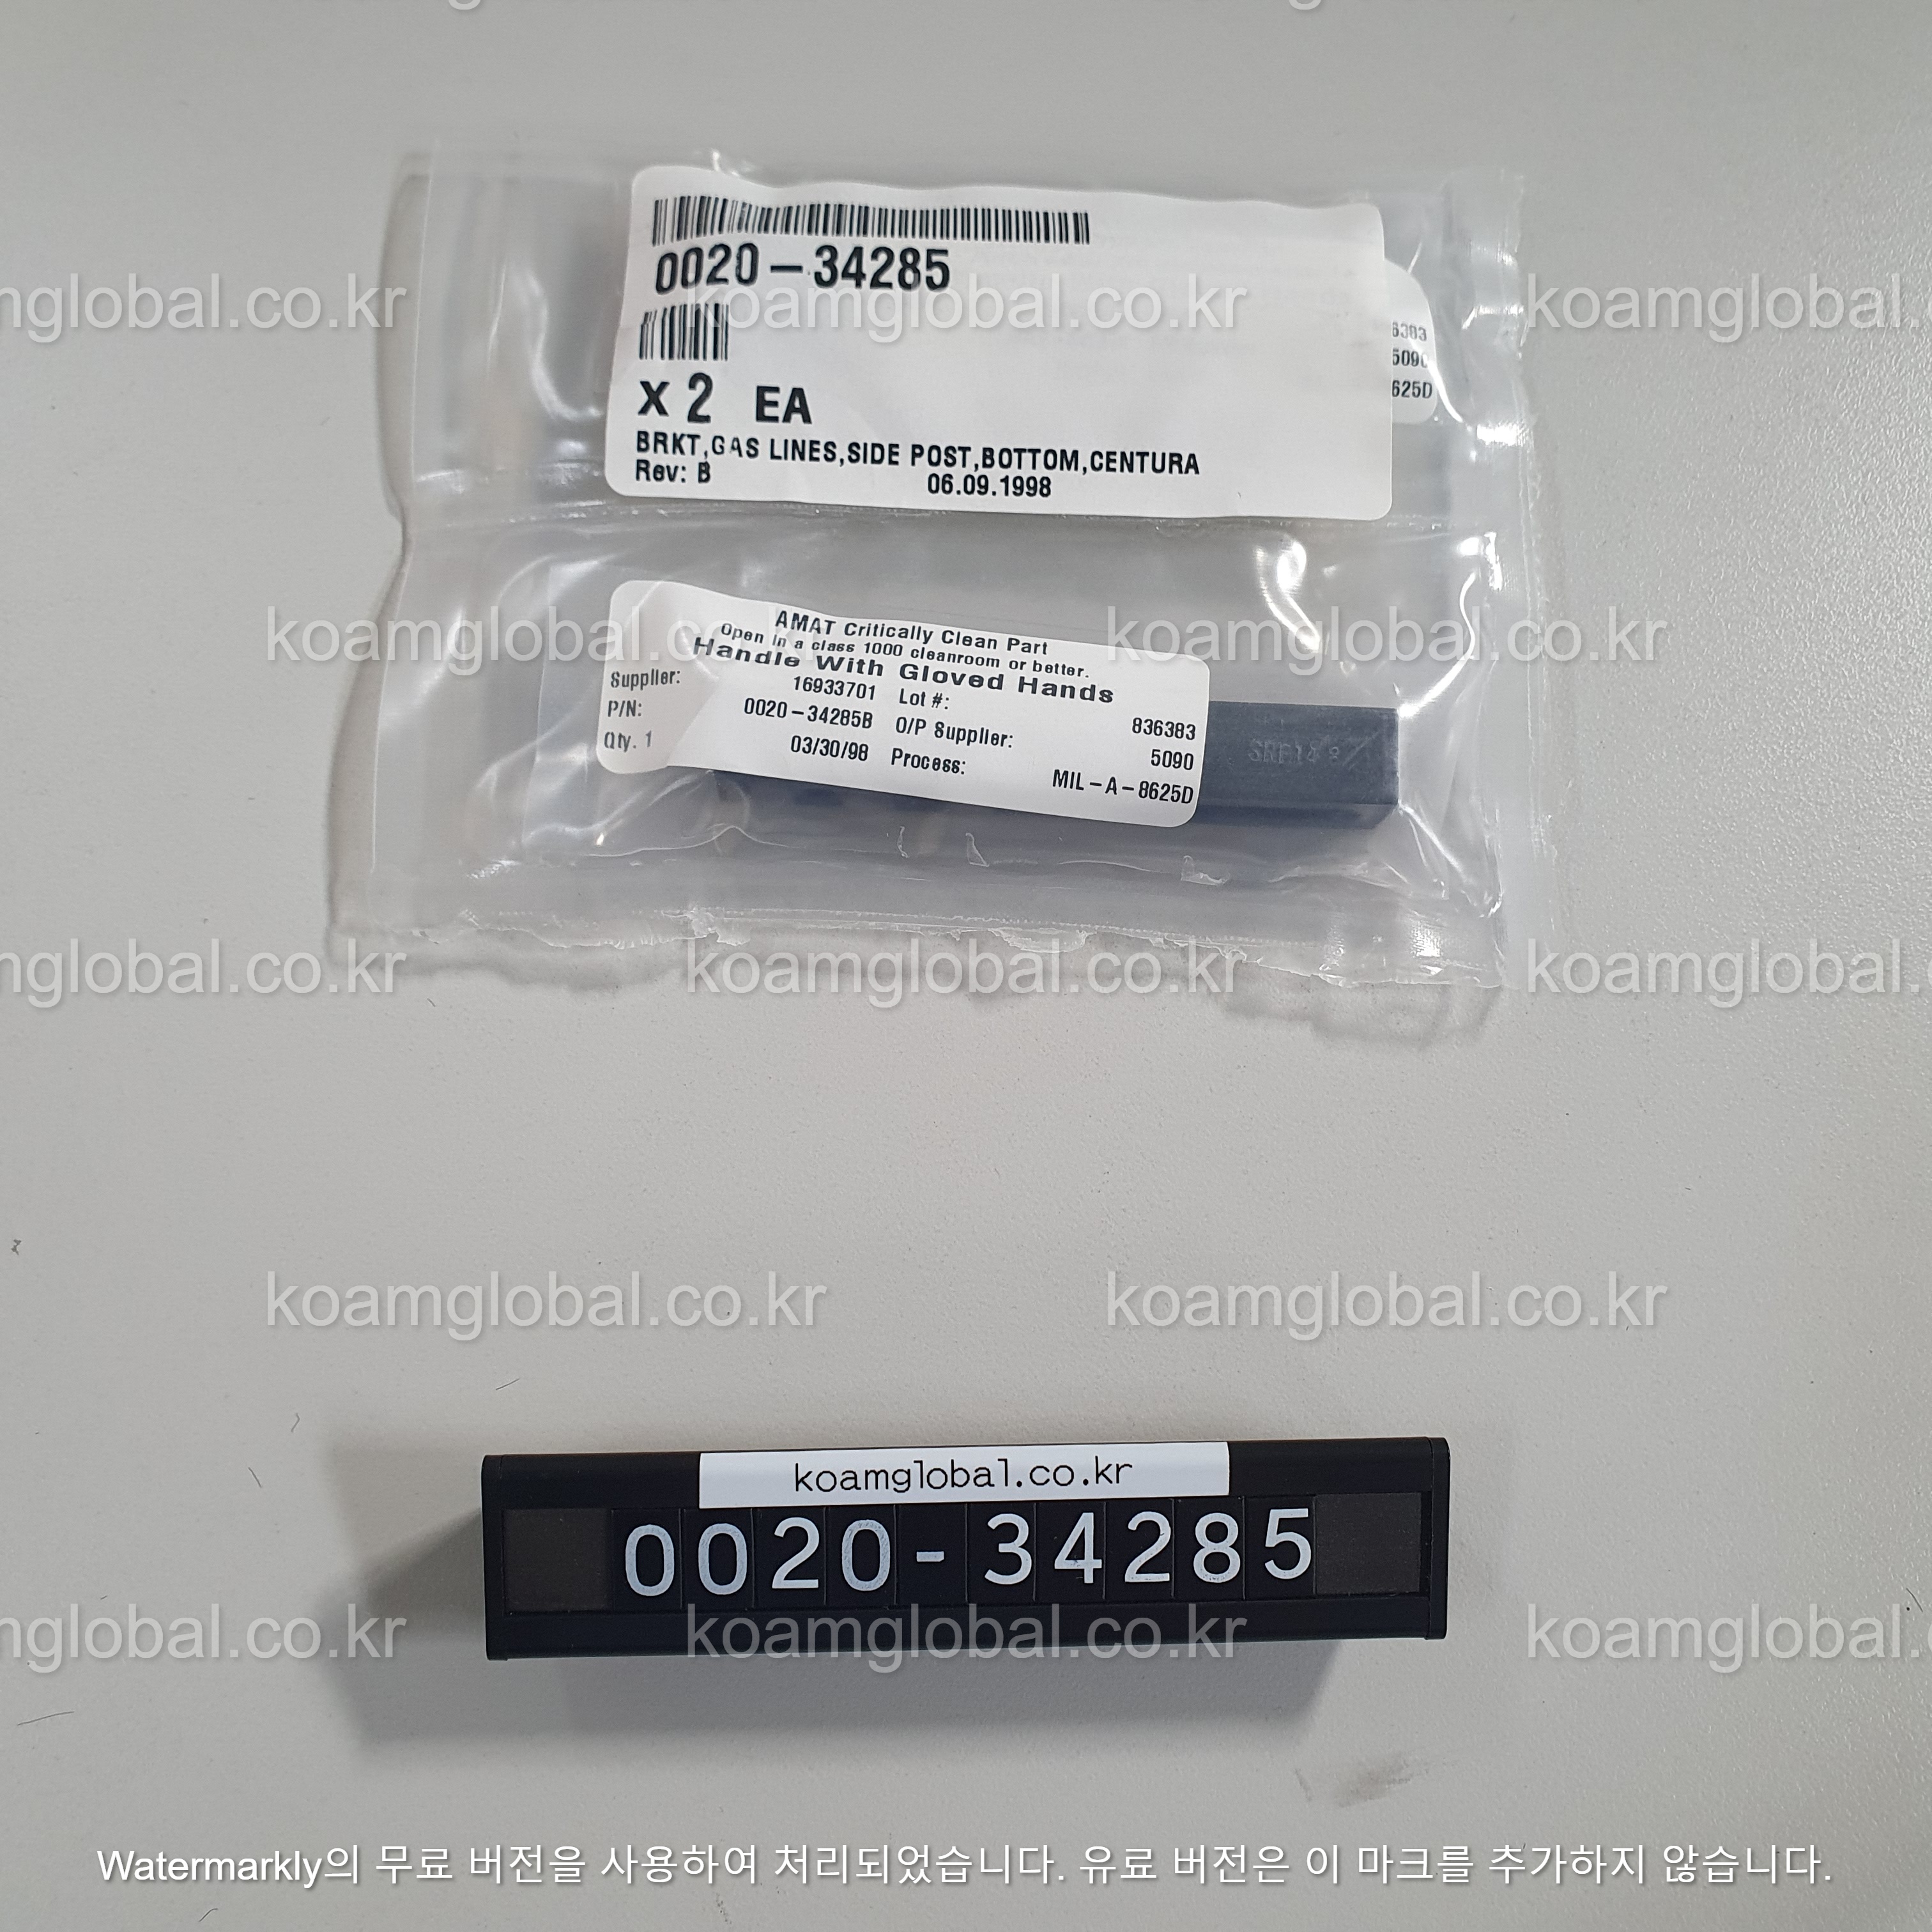 0020-34285
x 2 EA
BRKT,GAS LINES,SIDE POST,BOTTOM,CENTURA
Rev: B 06.09.1998
6383
509
625D
AMAT Critically Clean Part
Open in a class 1000 cleanroom or better.
Handle With Gloved Hands
Supplier: 16933701 Lot #: 836383
P/N: 0020-34285B O/P Supplier: 5090
Qty. 1 03/30/98 Process: MIL-A-8625D
koamglobal.co.kr
0020-34285
koamglobal.co.kr
Watermarkly의 무료 버전을 사용하여 처리되었습니다. 유료 버전은 이 마크를 추가하지 않습니다.